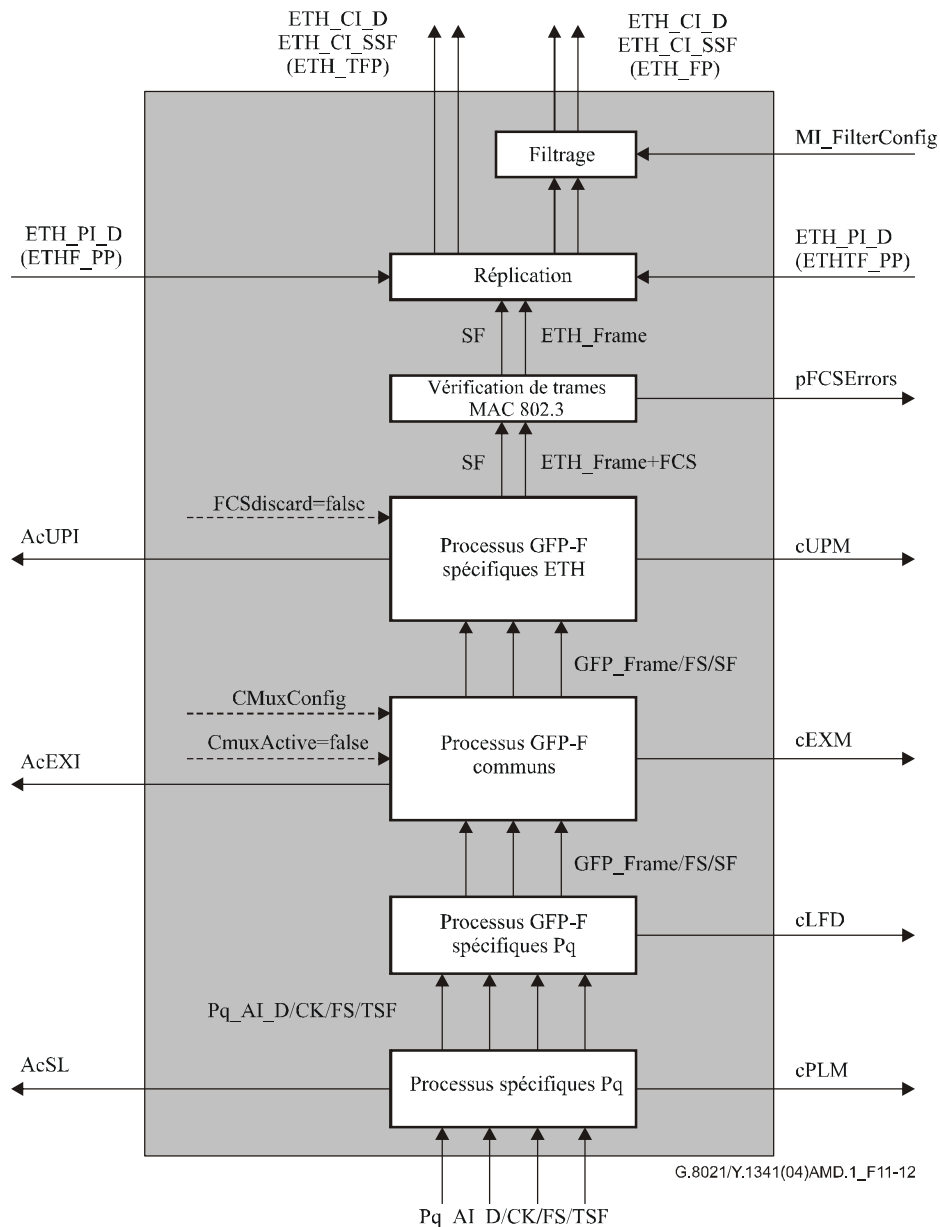 ETH_CI_D
ETH_CI_SSF
(ETH_TFP)
ETH_CI_D
ETH_CI_SSF
(ETH_FP)
Filtrage
MI_FilterConfig
ETH_PI_D
(ETHF_PP)
Réplication
ETH_PI_D
(ETHTF_PP)
SF
ETH_Frame
Vérification de trames
MAC 802.3
pFCSErrors
SF
ETH_Frame+FCS
FCSdiscard=false
AcUPI
Processus GFP-F
spécifiques ETH
cUPM
GFP_Frame/FS/SF
CMuxConfig
CmuxActive=false
AcEXI
Processus GFP-F
communs
cEXM
GFP_Frame/FS/SF
Processus GFP-F
spécifiques Pq
cLFD
Pq_AI_D/CK/FS/TSF
AcSL
Processus spécifiques Pq
cPLM
G.8021/Y.1341(04)AMD.1_F11-12
Pq_AI_D/CK/FS/TSF